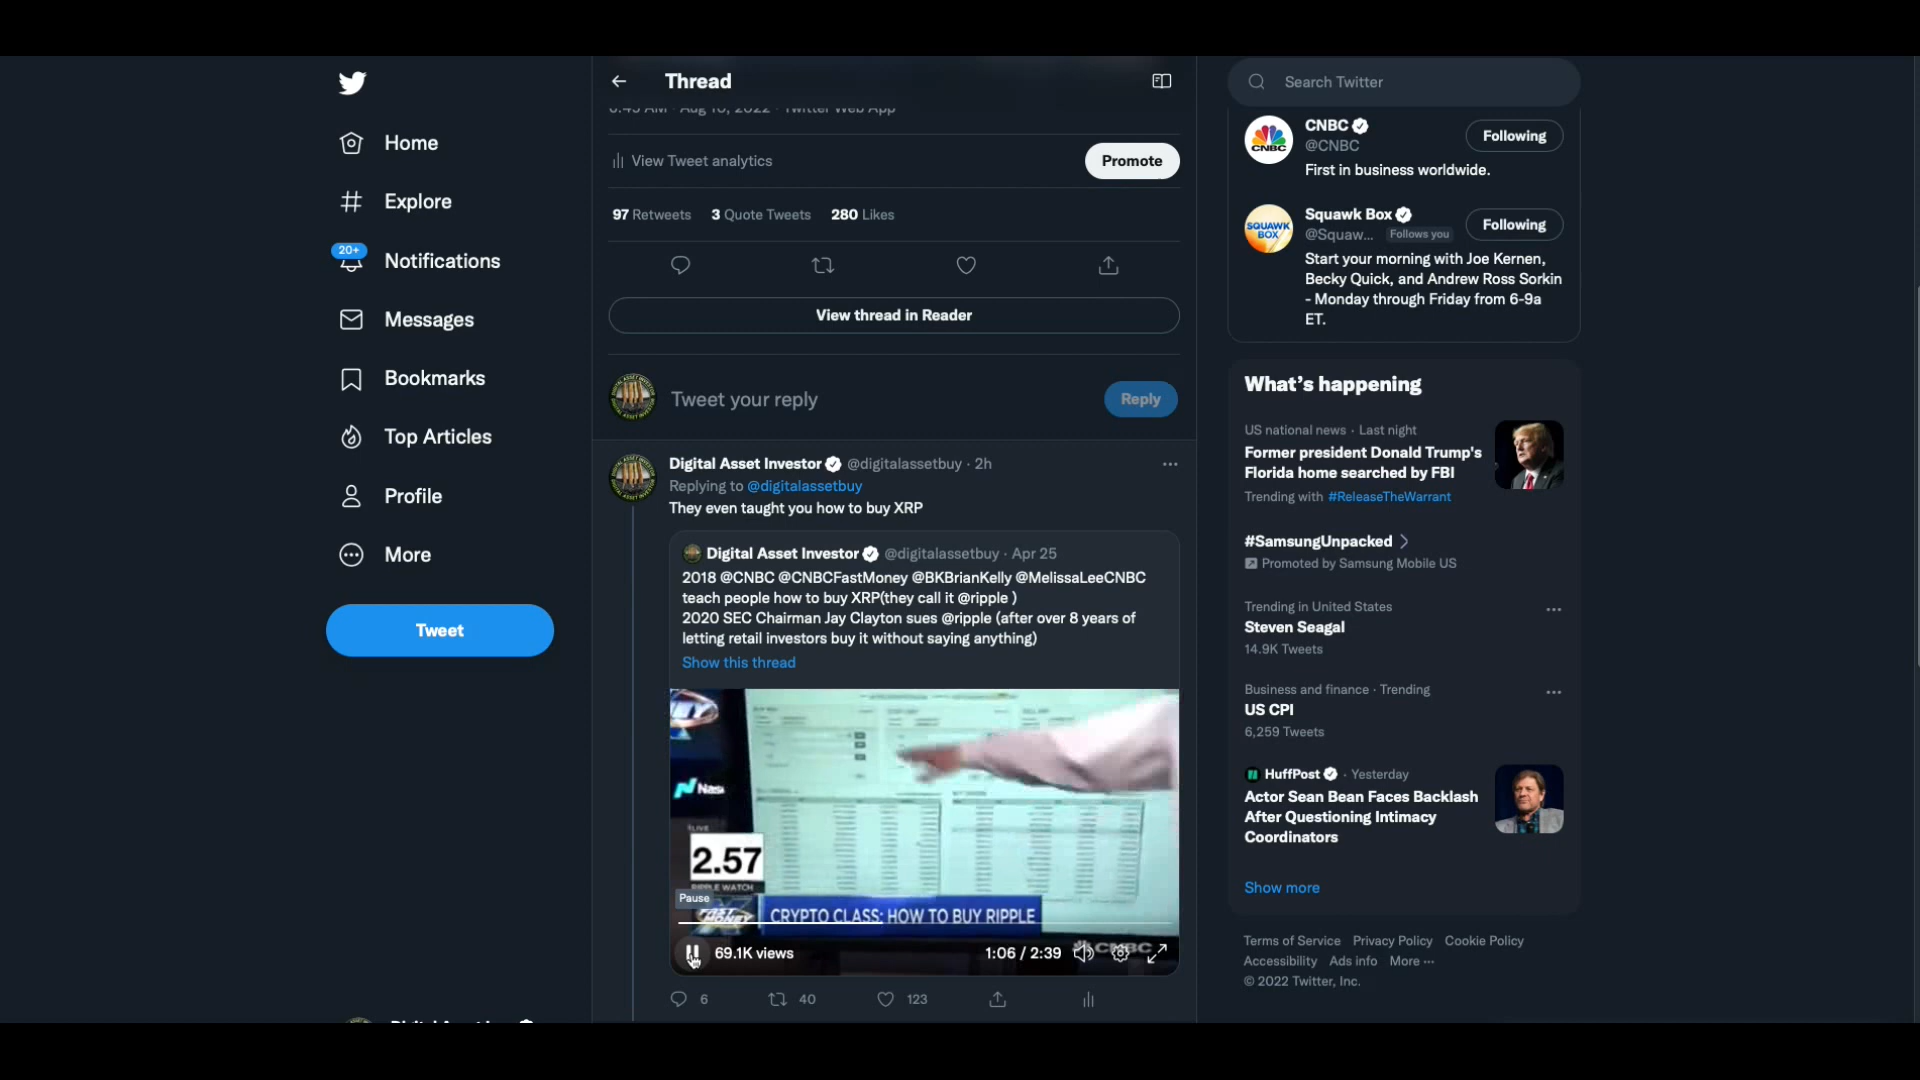 Thread
Search Twitter
Home
Explore
20+
Notifications
Messages
Bookmarks
Top Articles
Profile
More
Tweet
8:45 AM · Aug 10, 2022 · Twitter Web App
View Tweet analytics
Promote
97 Retweets 3 Quote Tweets 280 Likes
View thread in Reader
Tweet your reply
Reply
Digital Asset Investor @digitalassetbuy · 2h
Replying to @digitalassetbuy
They even taught you how to buy XRP
Digital Asset Investor @digitalassetbuy · Apr 25
2018 @CNBC @CNBCFastMoney @BKBrianKelly @MelissaLeeCNBC
teach people how to buy XRP(they call it @ripple )
2020 SEC Chairman Jay Clayton sues @ripple (after over 8 years of
letting retail investors buy it without saying anything)
Show this thread
Nas
LIVE
2.57
RIPPLE WATCH
Pause
FAST MONEY
CRYPTO CLASS: HOW TO BUY RIPPLE
69.1K views
1:06 / 2:39
CNBC
6 40 123
CNBC
CNBC
@CNBC
Following
First in business worldwide.
SQUAWK BOX
Squawk Box
@Squaw... Follows you
Following
Start your morning with Joe Kernen,
Becky Quick, and Andrew Ross Sorkin
- Monday through Friday from 6-9a
ET.
What's happening
US national news · Last night
Former president Donald Trump's
Florida home searched by FBI
Trending with #ReleaseTheWarrant
#SamsungUnpacked
Promoted by Samsung Mobile US
Trending in United States
Steven Seagal
14.9K Tweets
Business and finance · Trending
US CPI
6,259 Tweets
HuffPost · Yesterday
Actor Sean Bean Faces Backlash
After Questioning Intimacy
Coordinators
Show more
Terms of Service Privacy Policy Cookie Policy
Accessibility Ads info More ···
© 2022 Twitter, Inc.